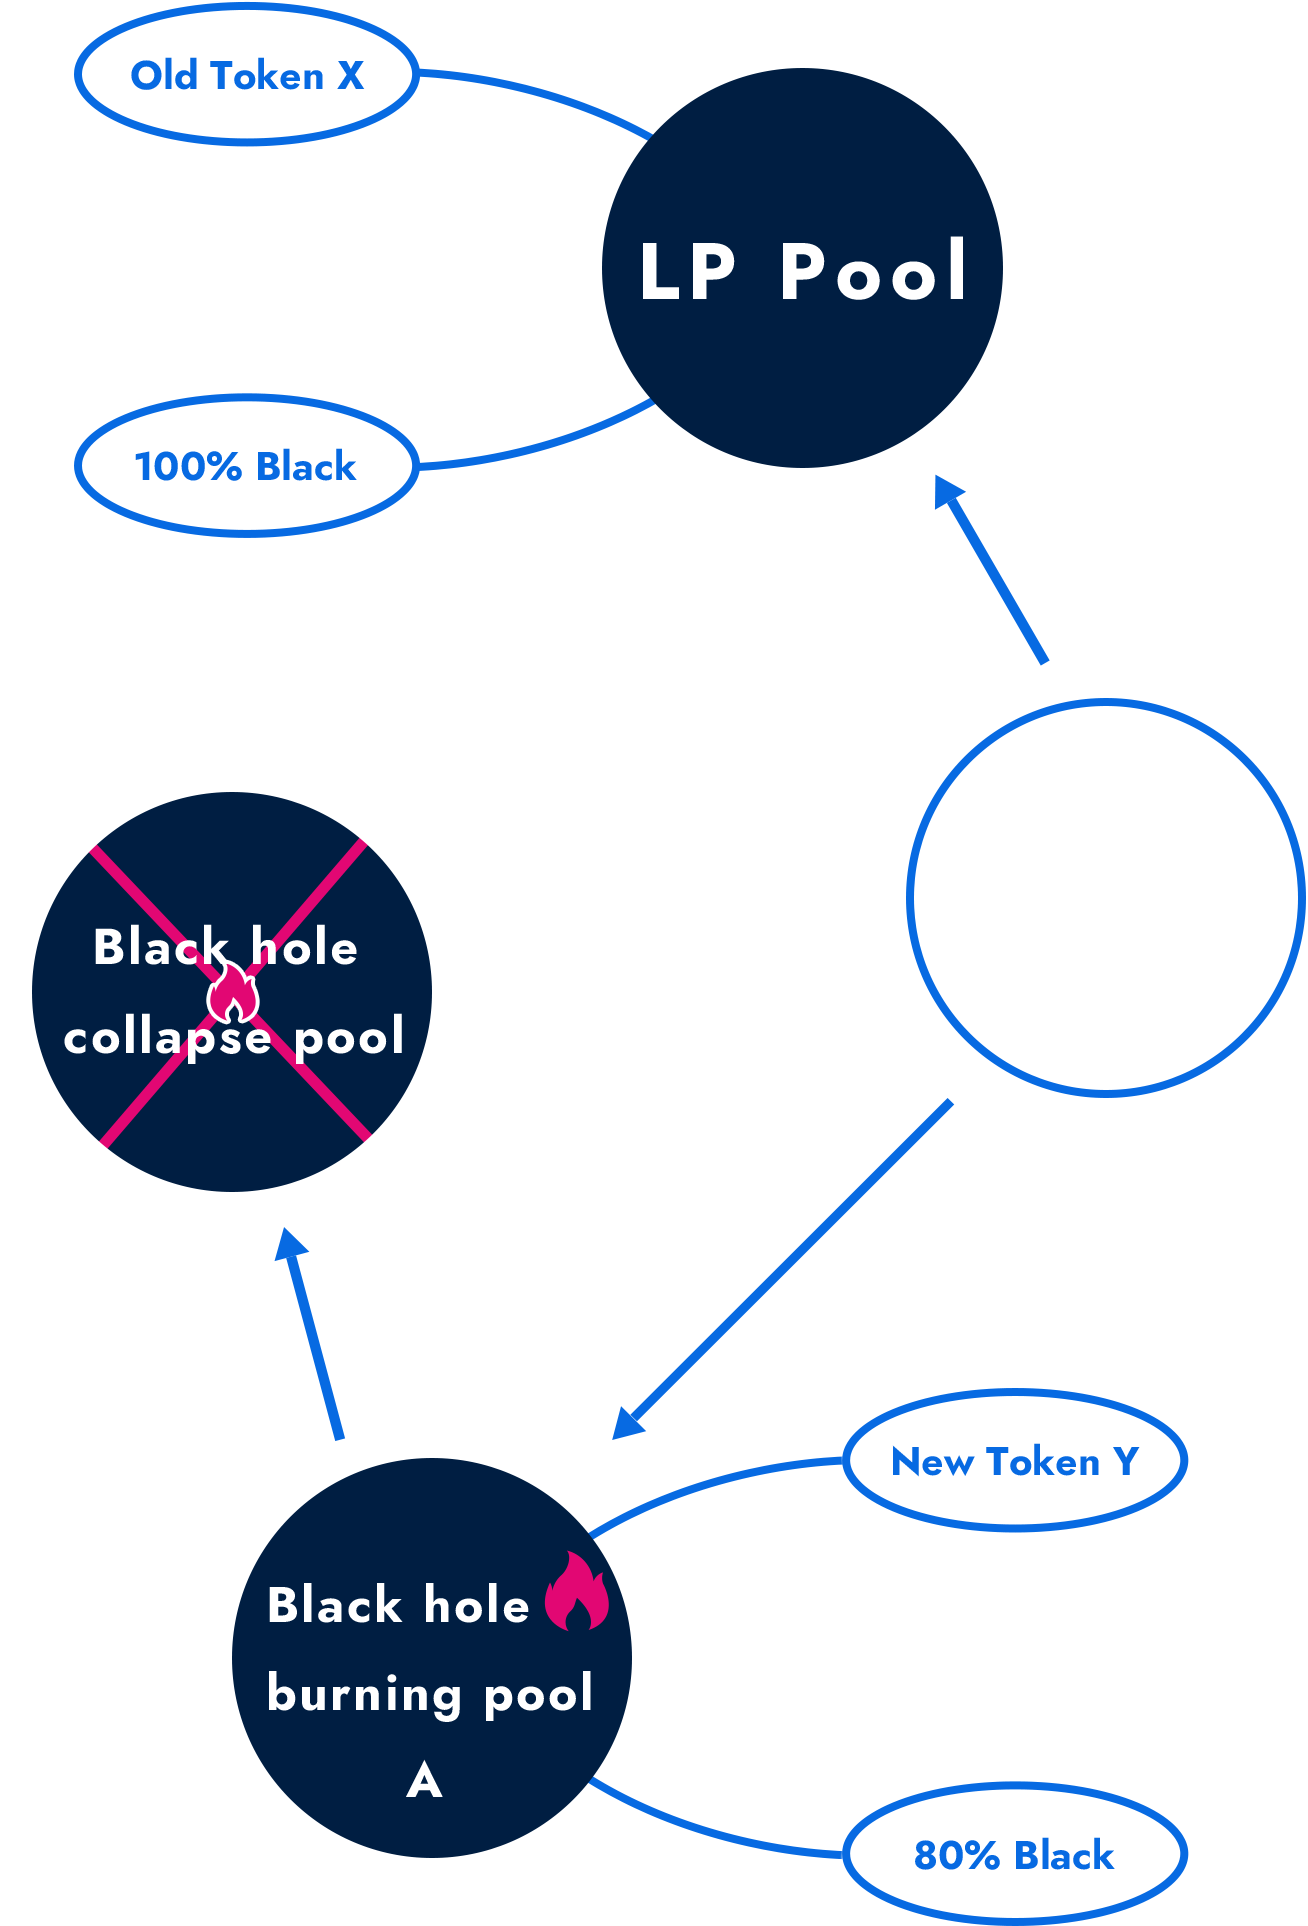 Old Token X
LP Pool
100% Black
Black hole
collapse pool
New Token Y
Black hole
burning pool
A
80% Black